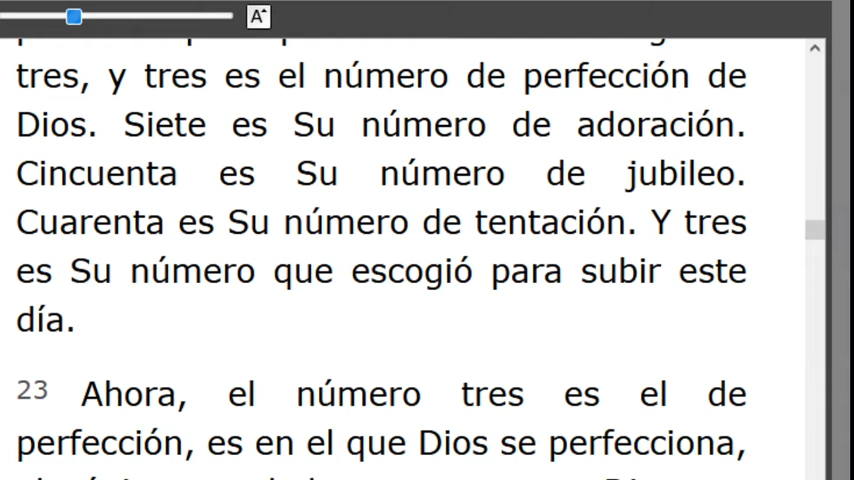 A
tres, y tres es el número de perfección de
Dios. Siete es Su número de adoración.
Cincuenta es Su número de jubileo.
Cuarenta es Su número de tentación. Y tres
es Su número que escogió para subir este
día.
23 Ahora, el número tres es el de
perfección, es en el que Dios se perfecciona,